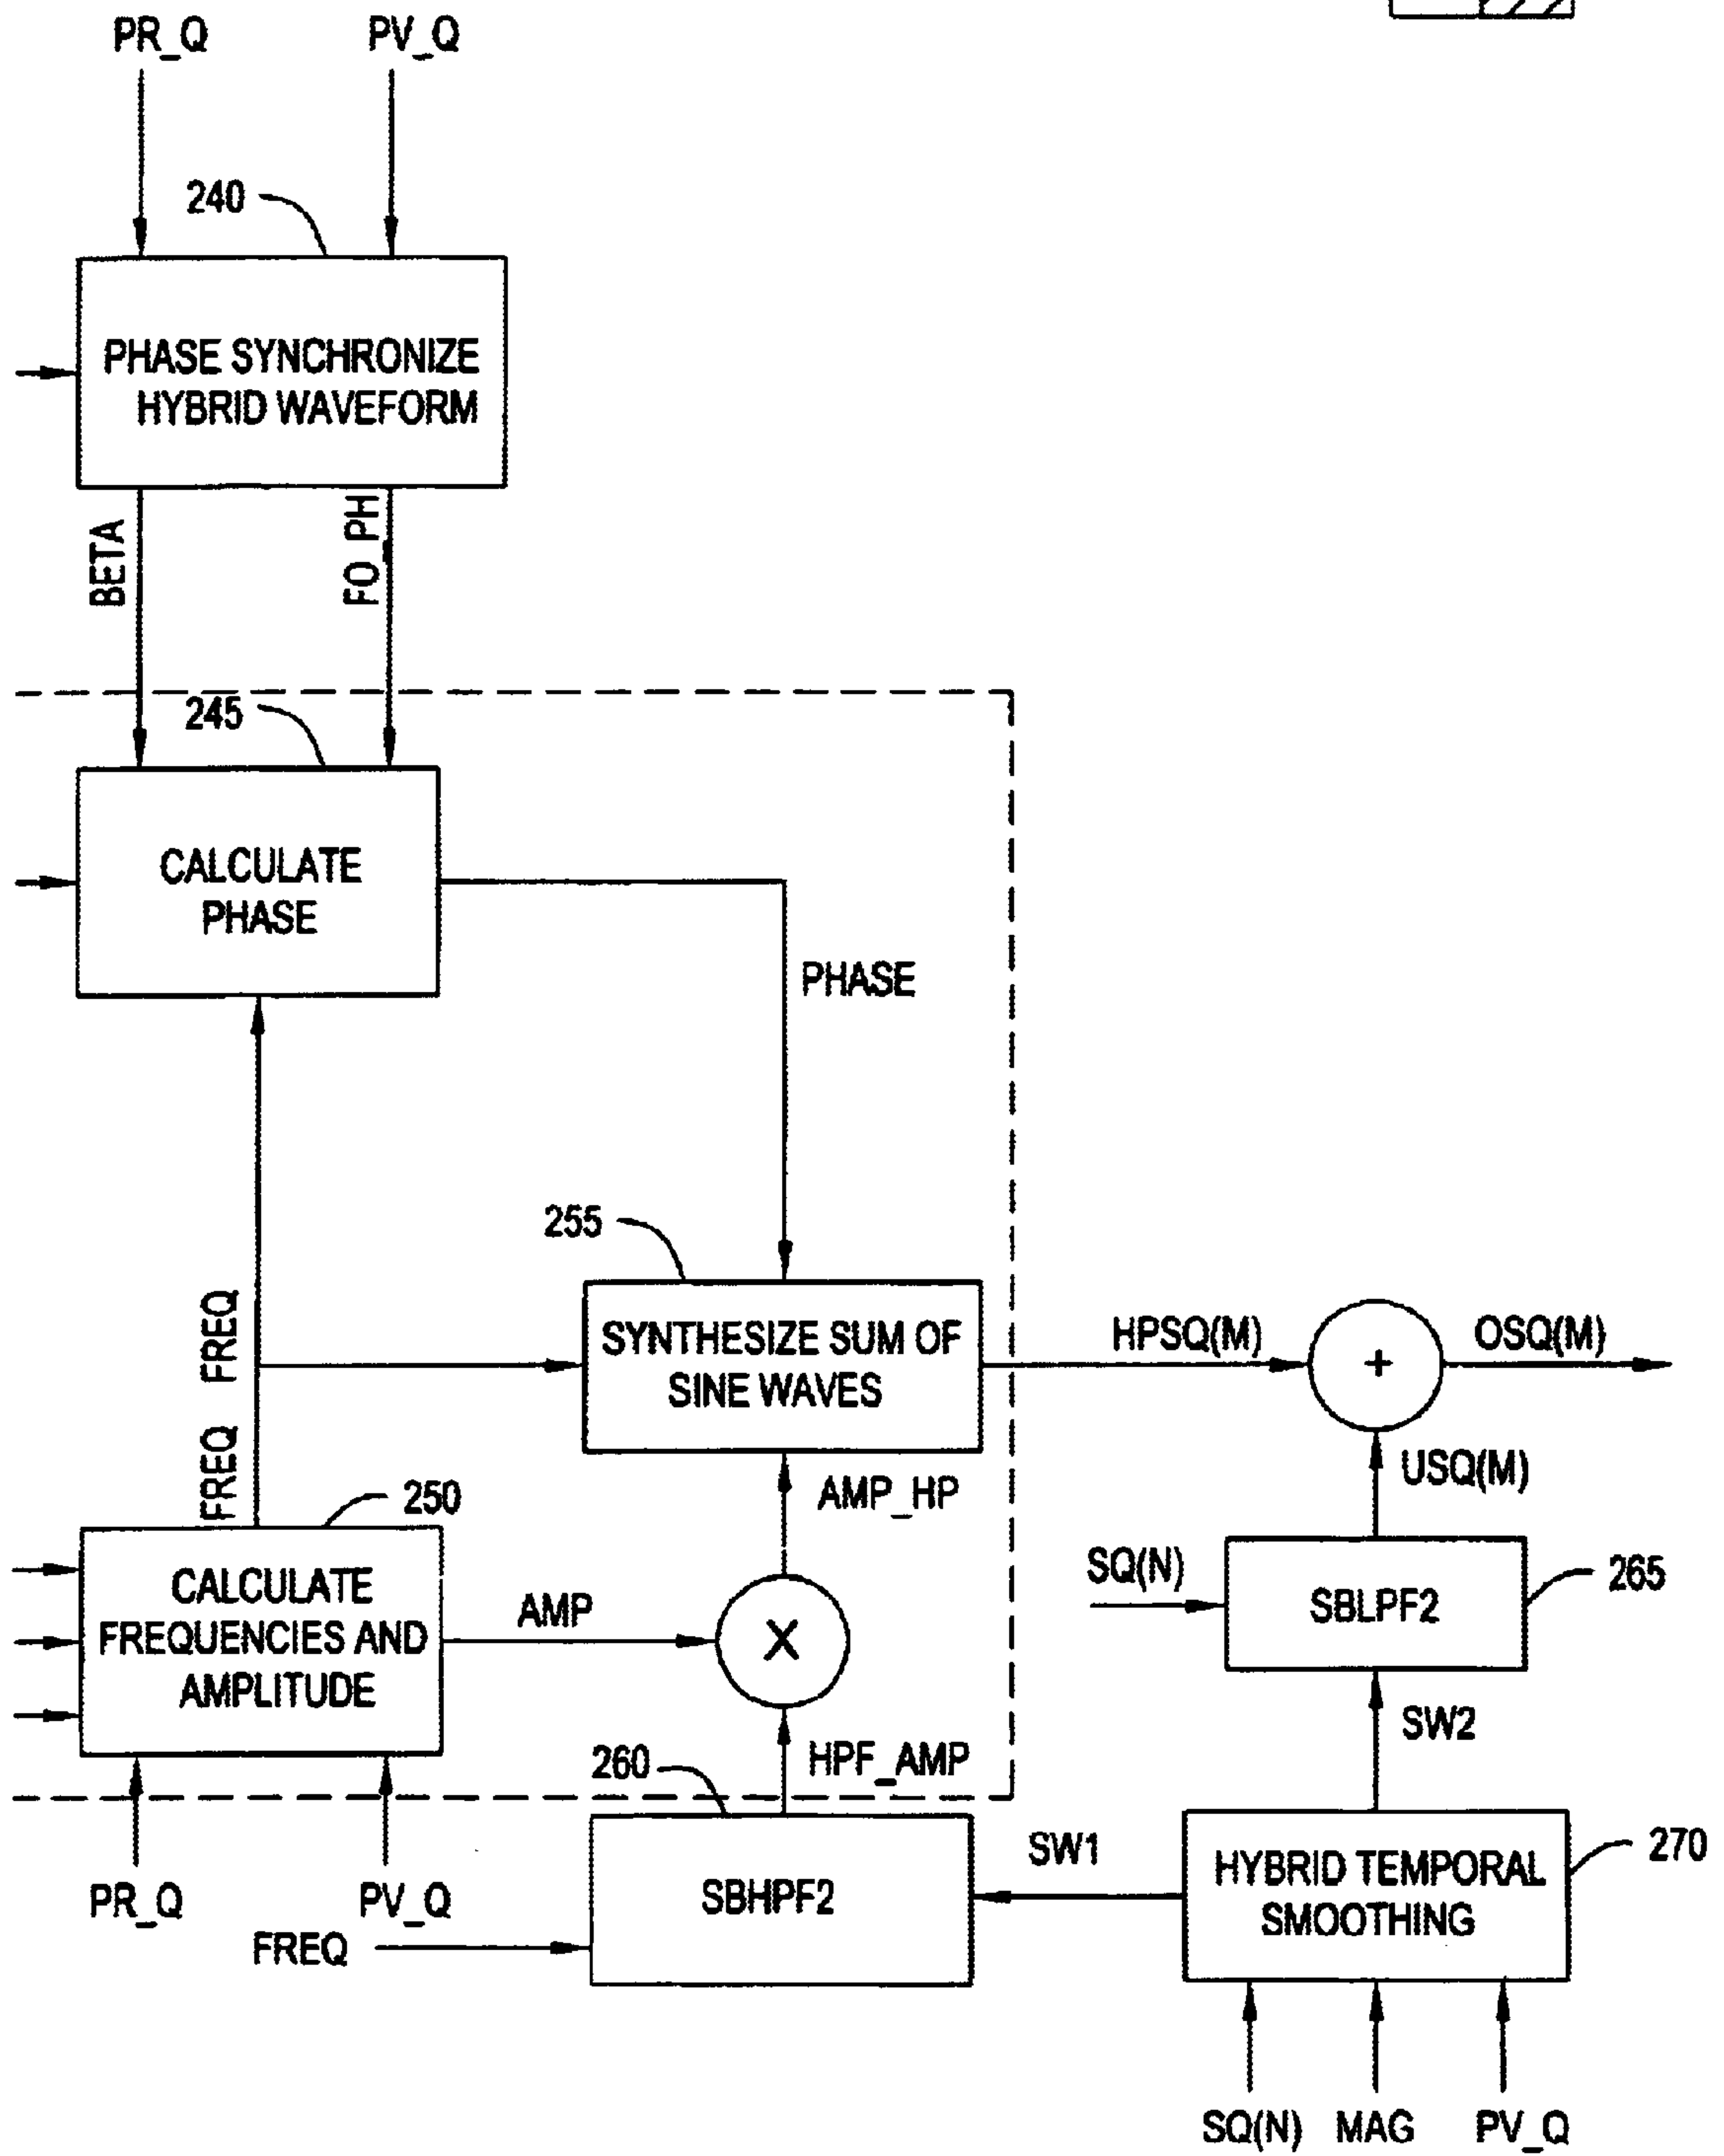 PR_Q PV_Q
240
PHASE SYNCHRONIZE
HYBRID WAVEFORM
BETA
FO_PH
245
CALCULATE
PHASE
PHASE
255
FREQ FREQ
SYNTHESIZE SUM OF
SINE WAVES
HPSQ(M)
+
OSQ(M)
USQ(M)
AMP_HP
250
CALCULATE
FREQUENCIES AND
AMPLITUDE
AMP
X
SQ(N)
SBLPF2
265
SW2
HPF_AMP
260
PR_Q PV_Q
FREQ
SBHPF2
SW1
HYBRID TEMPORAL
SMOOTHING
270
SQ(N) MAG PV_Q